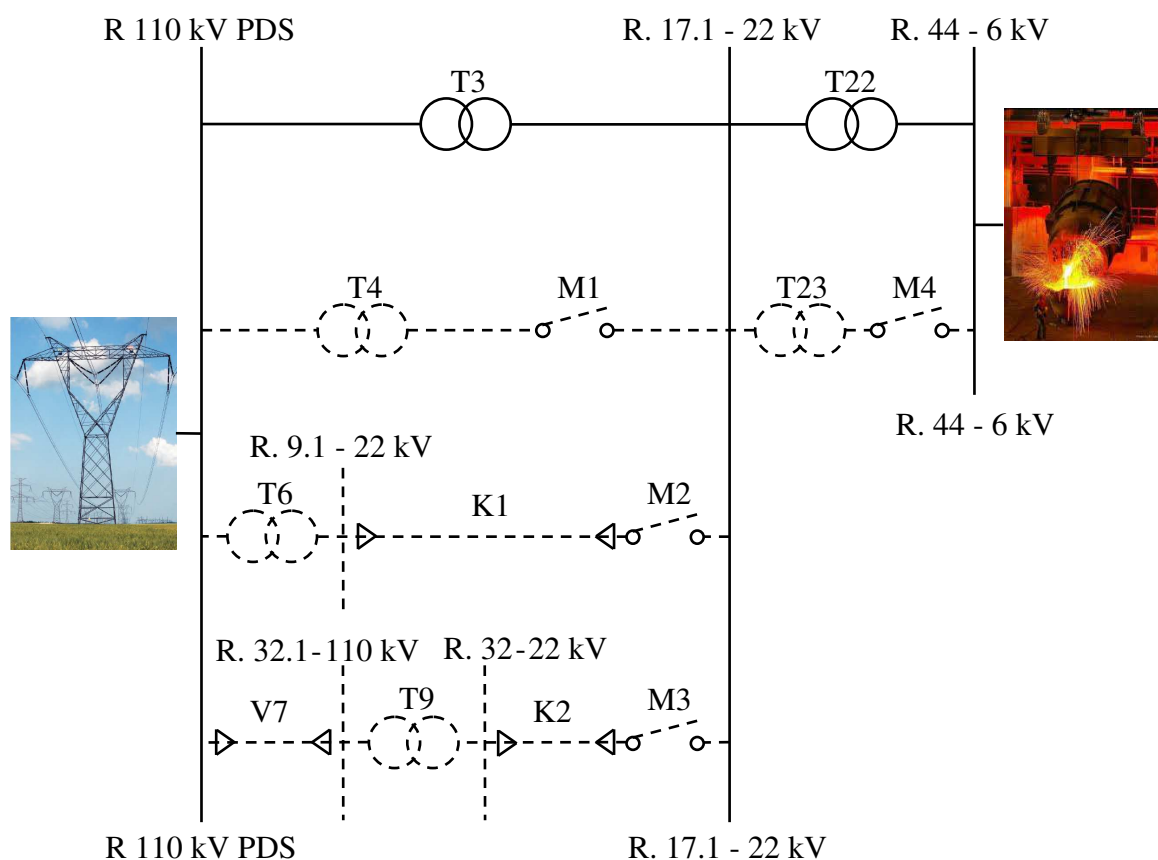 R 110 kV PDS
R. 17.1 - 22 kV
R. 44 - 6 kV
T3
T22
T4
M1
T23
M4
R. 44 - 6 kV
R. 9.1 - 22 kV
T6
K1
M2
R. 32.1-110 kV
R. 32-22 kV
V7
T9
K2
M3
R 110 kV PDS
R. 17.1 - 22 kV